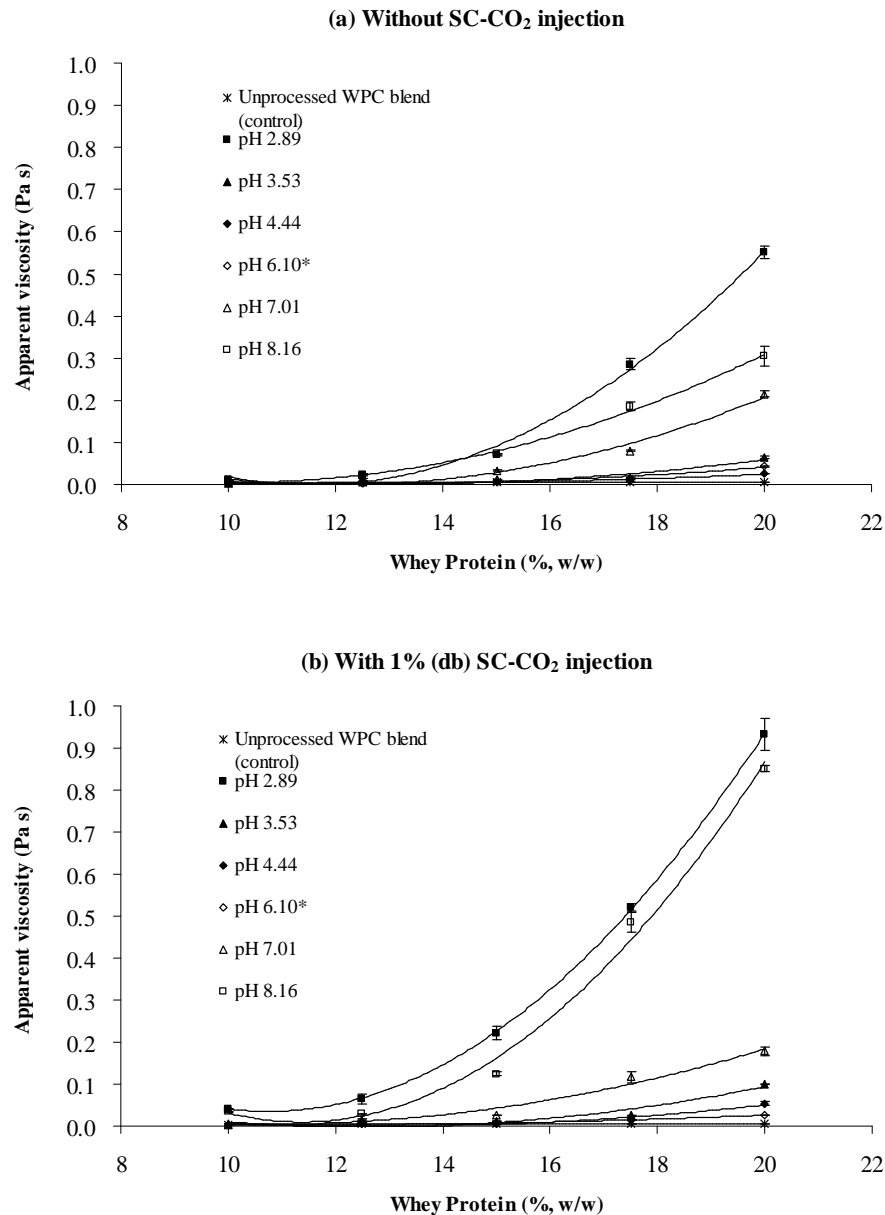 (a) Without SC-CO₂ injection
1.0
0.9
0.8
0.7
0.6
0.5
0.4
0.3
0.2
0.1
0.0
Apparent viscosity (Pa s)
Unprocessed WPC blend
(control)
pH 2.89
pH 3.53
pH 4.44
pH 6.10*
pH 7.01
pH 8.16
8 10 12 14 16 18 20 22
Whey Protein (%, w/w)
(b) With 1% (db) SC-CO₂ injection
1.0
0.9
0.8
0.7
0.6
0.5
0.4
0.3
0.2
0.1
0.0
Apparent viscosity (Pa s)
Unprocessed WPC blend
(control)
pH 2.89
pH 3.53
pH 4.44
pH 6.10*
pH 7.01
pH 8.16
8 10 12 14 16 18 20 22
Whey Protein (%, w/w)